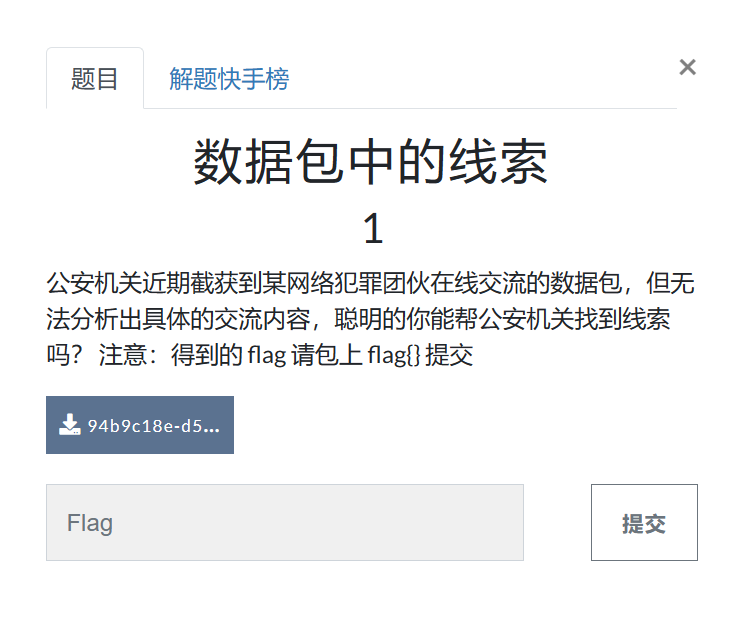 题目
解题快手榜
×
数据包中的线索
1
公安机关近期截获到某网络犯罪团伙在线交流的数据包，但无
法分析出具体的交流内容，聪明的你能帮公安机关找到线索
吗？ 注意：得到的 flag 请包上 flag{} 提交
94b9c18e-d5...
Flag
提交